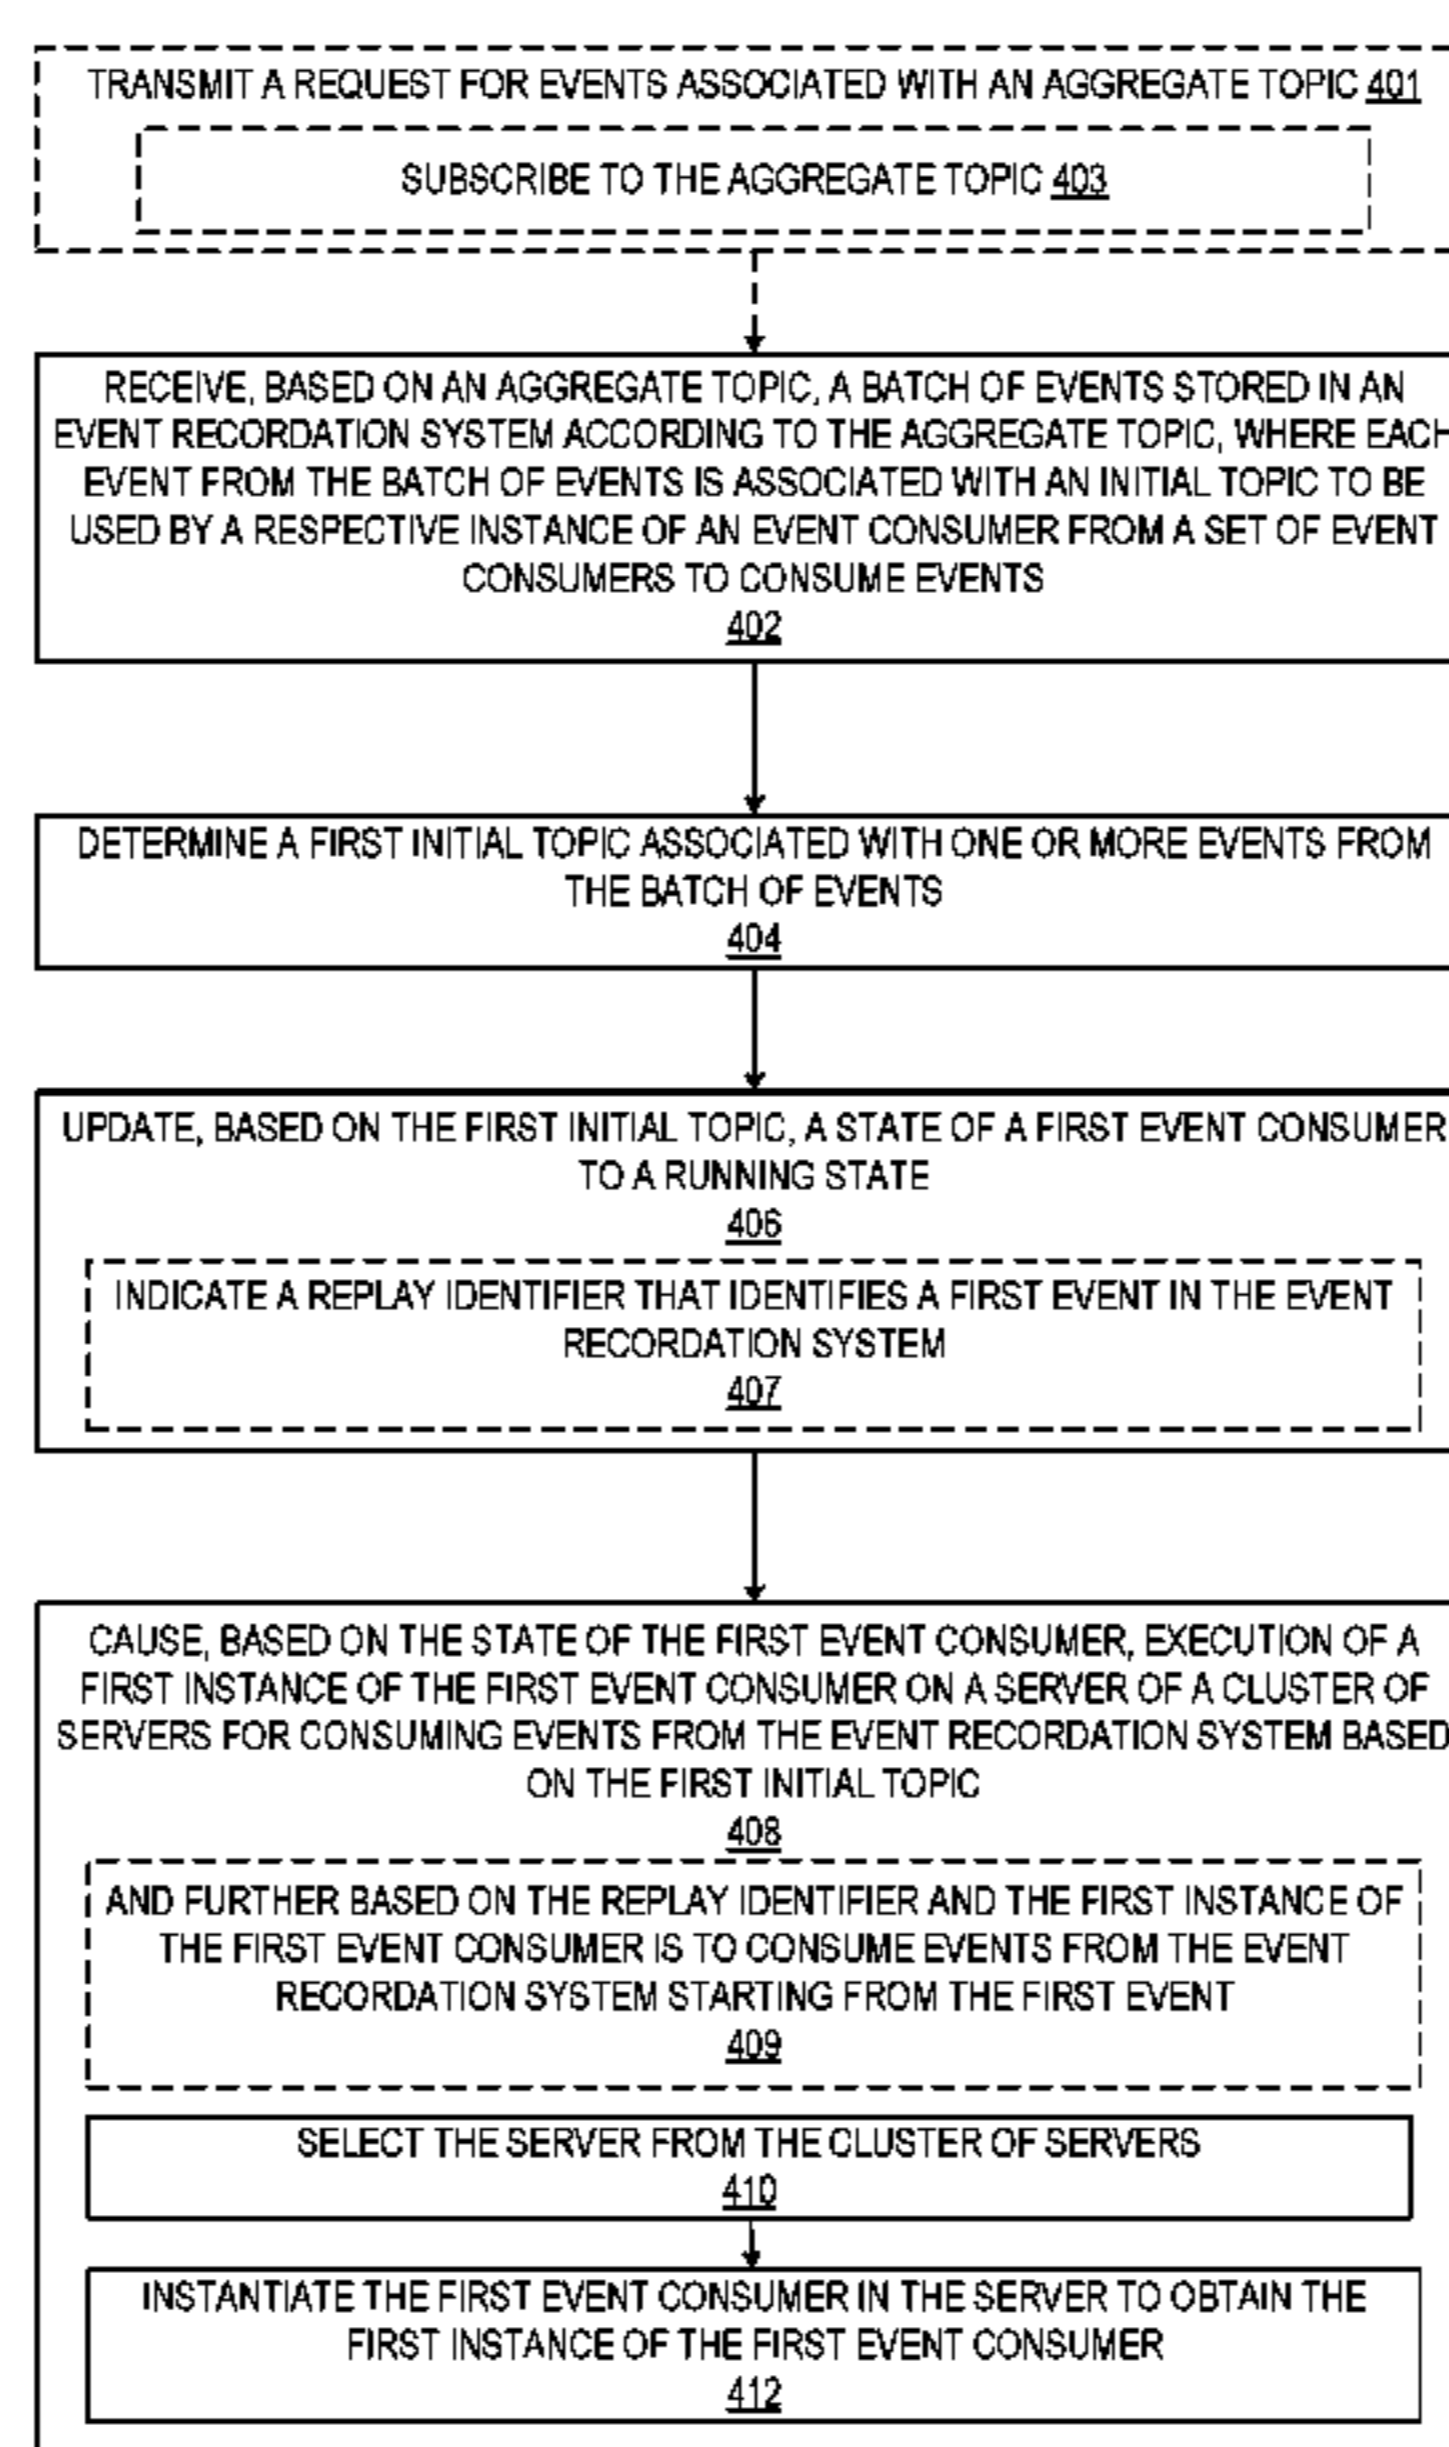 TRANSMIT A REQUEST FOR EVENTS ASSOCIATED WITH AN AGGREGATE TOPIC 401
SUBSCRIBE TO THE AGGREGATE TOPIC 403
RECEIVE, BASED ON AN AGGREGATE TOPIC, A BATCH OF EVENTS STORED IN AN
EVENT RECORDATION SYSTEM ACCORDING TO THE AGGREGATE TOPIC, WHERE EACH
EVENT FROM THE BATCH OF EVENTS IS ASSOCIATED WITH AN INITIAL TOPIC TO BE
USED BY A RESPECTIVE INSTANCE OF AN EVENT CONSUMER FROM A SET OF EVENT
CONSUMERS TO CONSUME EVENTS
402
DETERMINE A FIRST INITIAL TOPIC ASSOCIATED WITH ONE OR MORE EVENTS FROM
THE BATCH OF EVENTS
404
UPDATE, BASED ON THE FIRST INITIAL TOPIC, A STATE OF A FIRST EVENT CONSUMER
TO A RUNNING STATE
406
INDICATE A REPLAY IDENTIFIER THAT IDENTIFIES A FIRST EVENT IN THE EVENT
RECORDATION SYSTEM
407
CAUSE, BASED ON THE STATE OF THE FIRST EVENT CONSUMER, EXECUTION OF A
FIRST INSTANCE OF THE FIRST EVENT CONSUMER ON A SERVER OF A CLUSTER OF
SERVERS FOR CONSUMING EVENTS FROM THE EVENT RECORDATION SYSTEM BASED
ON THE FIRST INITIAL TOPIC
408
AND FURTHER BASED ON THE REPLAY IDENTIFIER AND THE FIRST INSTANCE OF
THE FIRST EVENT CONSUMER IS TO CONSUME EVENTS FROM THE EVENT
RECORDATION SYSTEM STARTING FROM THE FIRST EVENT
409
SELECT THE SERVER FROM THE CLUSTER OF SERVERS
410
INSTANTIATE THE FIRST EVENT CONSUMER IN THE SERVER TO OBTAIN THE
FIRST INSTANCE OF THE FIRST EVENT CONSUMER
412